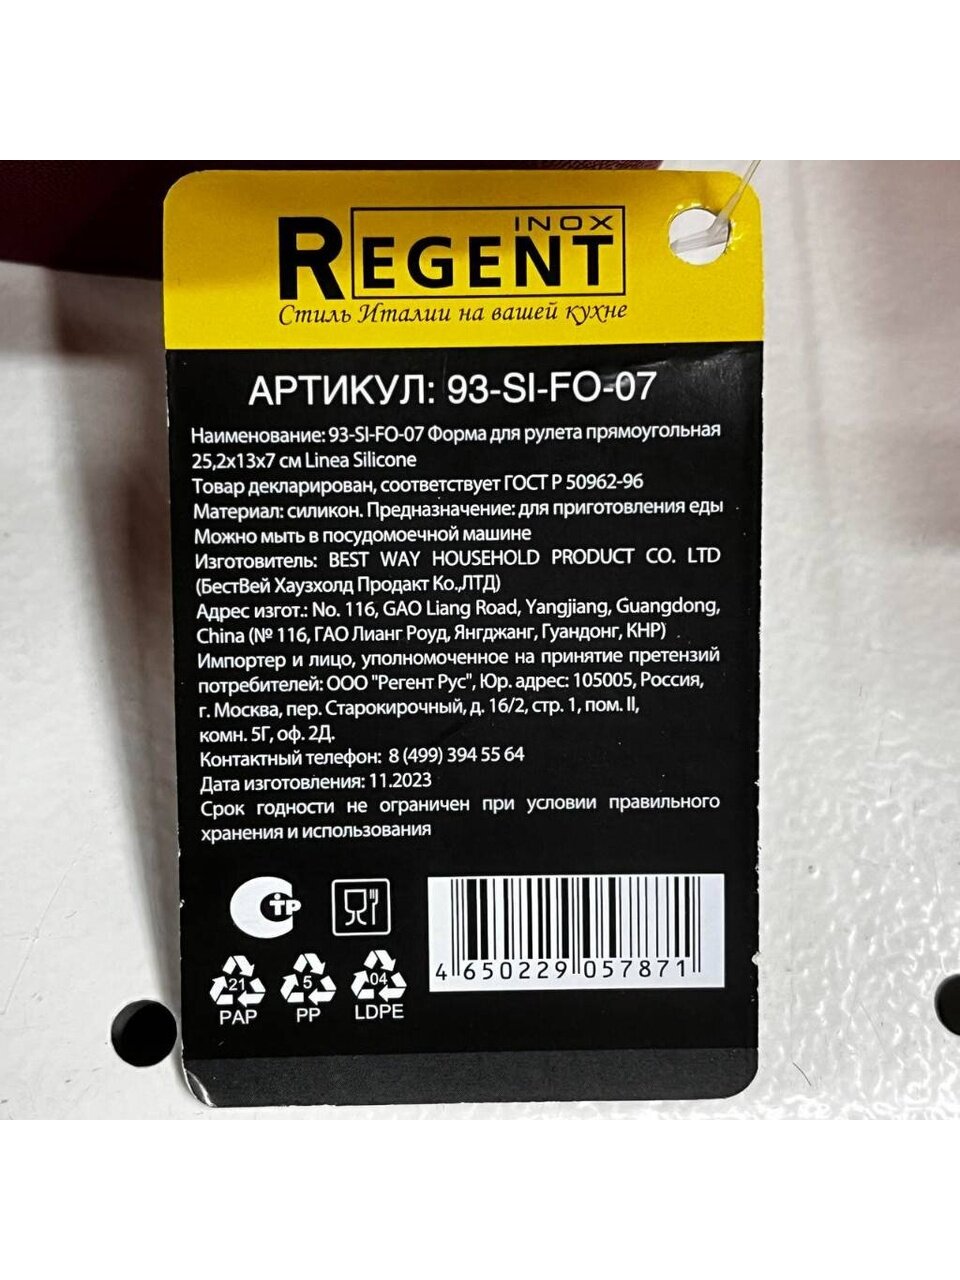 INOX
REGENT
Стиль Италии на вашей кухне
АРТИКУЛ: 93-SI-FO-07
Наименование: 93-SI-FO-07 Форма для рулета прямоугольная
25,2x13x7 см Linea Silicone
Товар декларирован, соответствует ГОСТ Р 50962-96
Материал: силикон. Предназначение: для приготовления еды
Можно мыть в посудомоечной машине
Изготовитель: BEST WAY HOUSEHOLD PRODUCT CO. LTD
(БестВей Хаузхолд Продакт Ко.,ЛТД)
Адрес изгот.: No. 116, GAO Liang Road, Yangjiang, Guangdong,
China (№ 116, ГАО Лианг Роуд, Янгджанг, Гуандонг, КНР)
Импортер и лицо, уполномоченное на принятие претензий
потребителей: ООО "Регент Рус", Юр. адрес: 105005, Россия,
г. Москва, пер. Старокирочный, д. 16/2, стр. 1, пом. II,
комн. 5Г, оф. 2Д.
Контактный телефон: 8 (499) 394 55 64
Дата изготовления: 11.2023
Срок годности не ограничен при условии правильного
хранения и использования
СТР
4 650229 057871
21 5 04
PAP PP LDPE